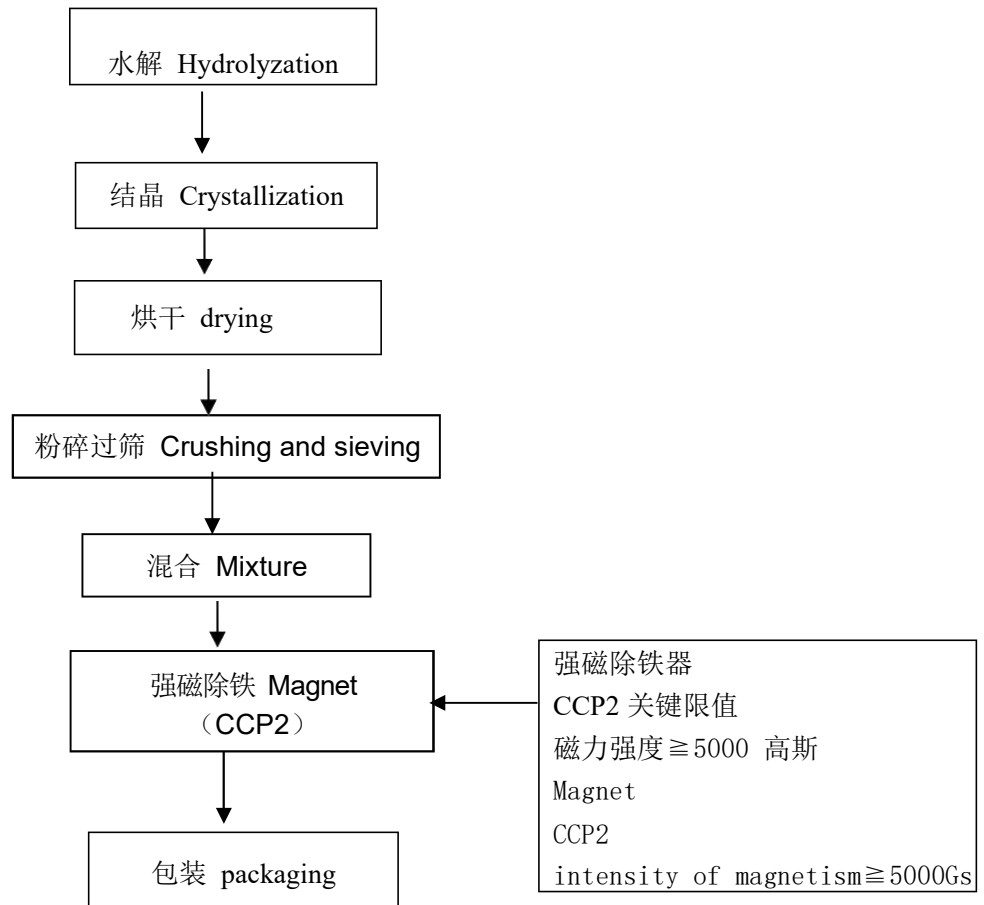 水解 Hydrolyzation
结晶 Crystallization
烘干 drying
粉碎过筛 Crushing and sieving
混合 Mixture
强磁除铁 Magnet
（CCP2）
强磁除铁器
CCP2 关键限值
磁力强度≧5000 高斯
Magnet
CCP2
intensity of magnetism≧5000Gs
包装 packaging